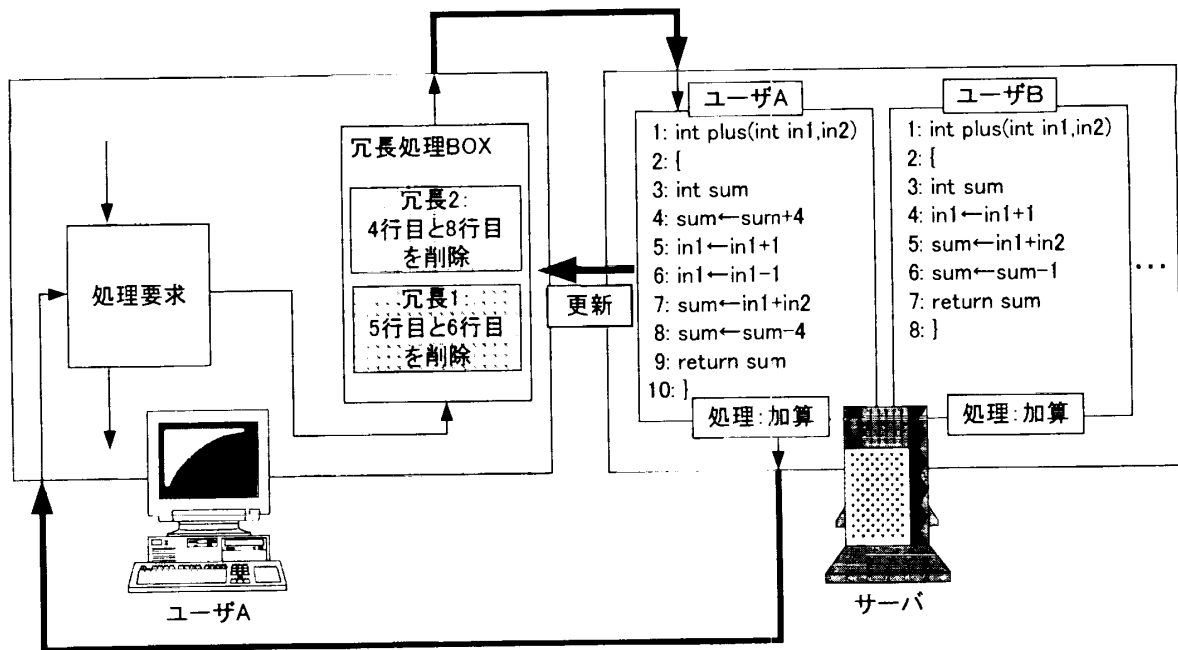 処理要求
冗長処理BOX
冗長2:
4行目と8行目
を削除
冗長1:
5行目と6行目
を削除
更新
ユーザA
1: int plus(int in1,in2)
2: {
3: int sum
4: sum←sum+4
5: in1←in1+1
6: in1←in1-1
7: sum←in1+in2
8: sum←sum-4
9: return sum
10: }
処理:加算
ユーザB
1: int plus(int in1,in2)
2: {
3: int sum
4: in1←in1+1
5: sum←in1+in2
6: sum←sum-1
7: return sum
8: }
処理:加算
…
ユーザA
サーバ